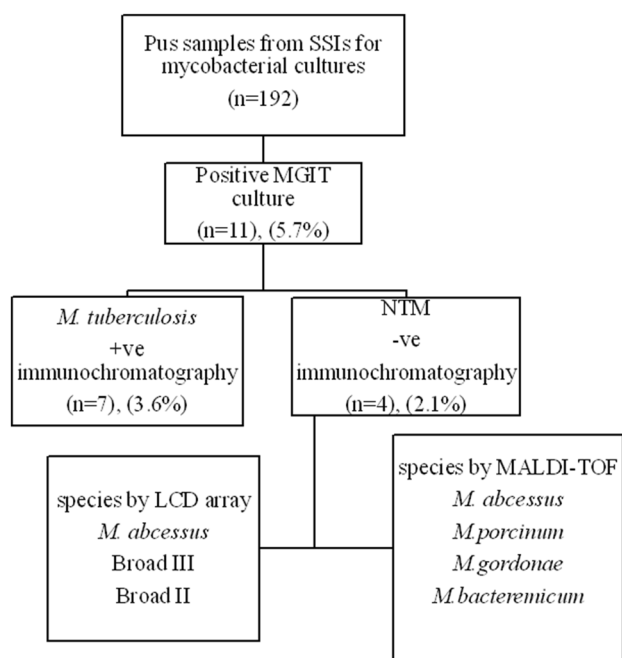 Pus samples from SSIs for
mycobacterial cultures
(n=192)
Positive MGIT
culture
(n=11), (5.7%)
M. tuberculosis
+ve
immunochromatography
(n=7), (3.6%)
NTM
-ve
immunochromatography
(n=4), (2.1%)
species by LCD array
M. abcessus
Broad III
Broad II
species by MALDI-TOF
M. abcessus
M.porcinum
M.gordonae
M.bacteremicum